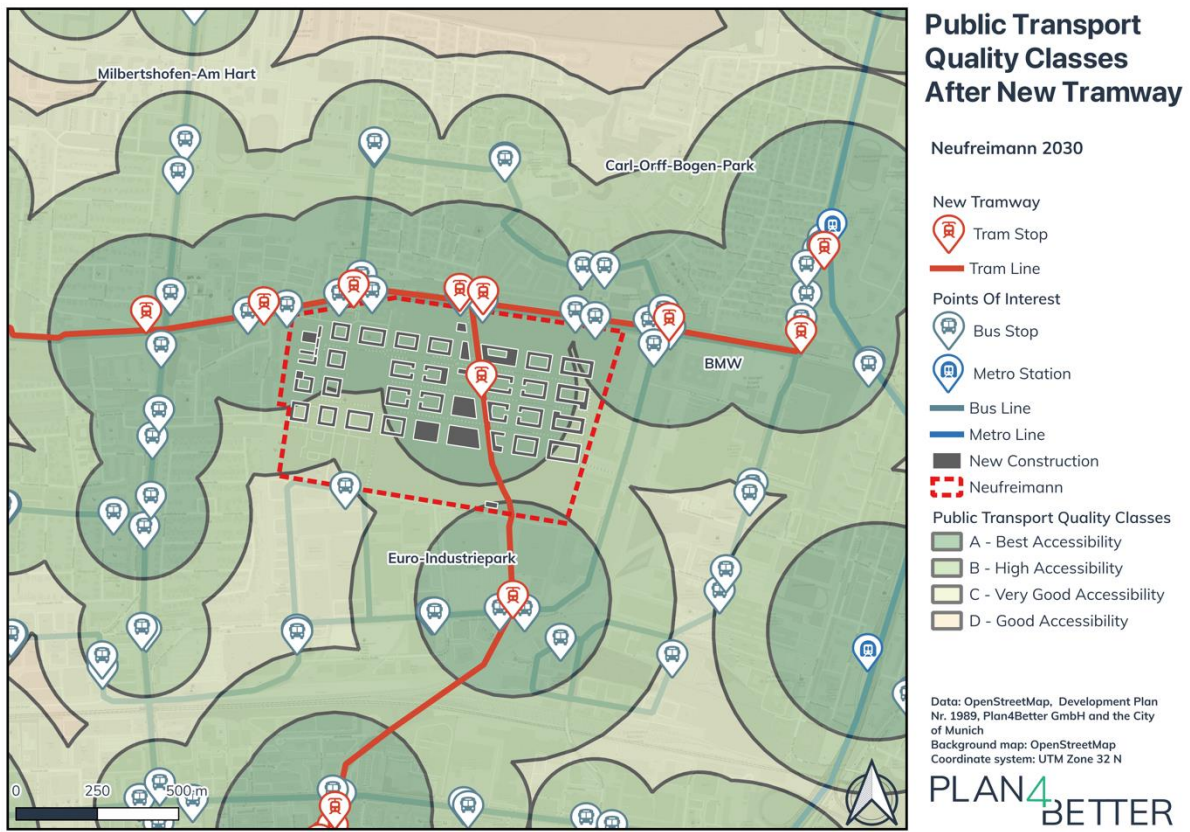 Public Transport
Quality Classes
After New Tramway
Neufreimann 2030
New Tramway
Tram Stop
Tram Line
Points Of Interest
Bus Stop
Metro Station
Bus Line
Metro Line
New Construction
Neufreimann
Public Transport Quality Classes
A - Best Accessibility
B - High Accessibility
C - Very Good Accessibility
D - Good Accessibility
Data: OpenStreetMap, Development Plan
Nr. 1989, Plan4Better GmbH and the City
of Munich
Background map: OpenStreetMap
Coordinate system: UTM Zone 32 N
PLAN4
BETTER
Milbertshofen-Am Hart
Carl-Orff-Bogen-Park
BMW
Euro-Industriepark
0 250 500 m